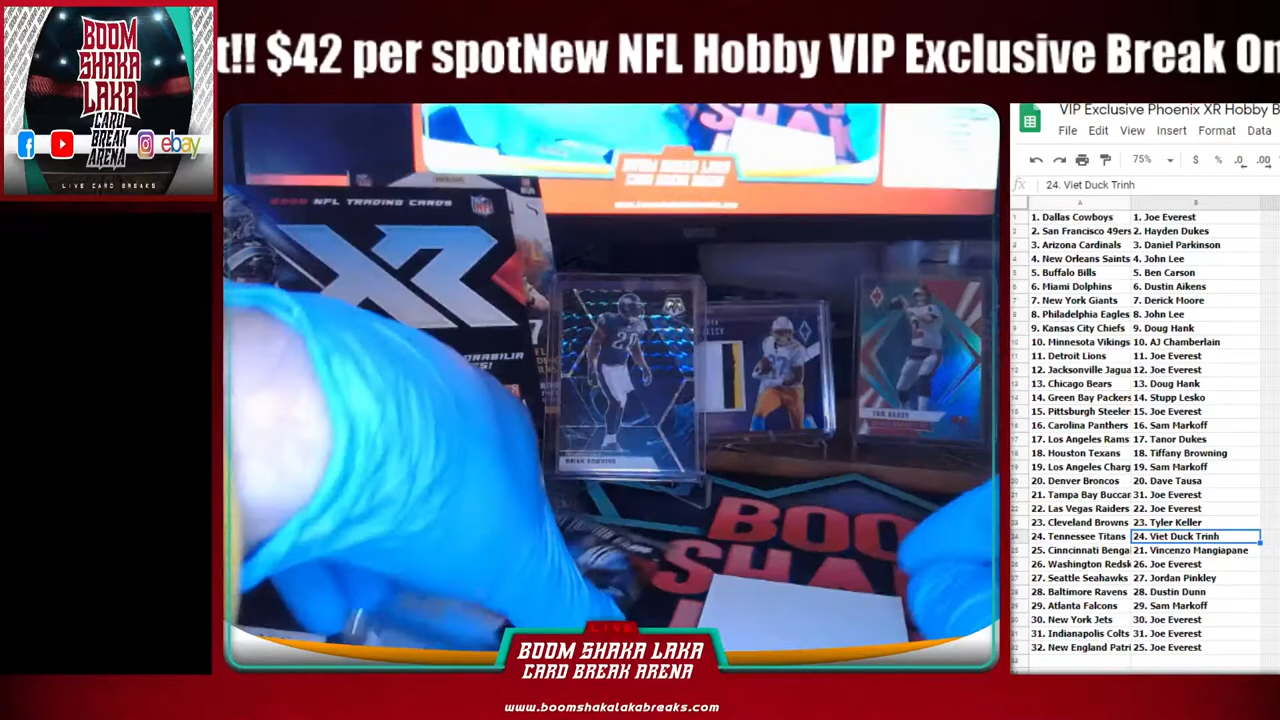 t!! $42 per spotNew NFL Hobby VIP Exclusive Break On
BOOM
SHAKA
LAKA
CARD
BREAK
ARENA
ebay
LIVE CARD BREAKS
VIP Exclusive Phoenix XR Hobby B
File Edit View Insert Format Data
75% $ % .0 .00
fx 24. Viet Duck Trinh
A B
1. Dallas Cowboys 1. Joe Everest
2. San Francisco 49ers 2. Hayden Dukes
3. Arizona Cardinals 3. Daniel Parkinson
4. New Orleans Saints 4. John Lee
5. Buffalo Bills 5. Ben Carson
6. Miami Dolphins 6. Dustin Aikens
7. New York Giants 7. Derick Moore
8. Philadelphia Eagles 8. John Lee
9. Kansas City Chiefs 9. Doug Hank
10. Minnesota Vikings 10. AJ Chamberlain
11. Detroit Lions 11. Joe Everest
12. Jacksonville Jagua 12. Joe Everest
13. Chicago Bears 13. Doug Hank
14. Green Bay Packers 14. Stupp Lesko
15. Pittsburgh Steeler 15. Joe Everest
16. Carolina Panthers 16. Sam Markoff
17. Los Angeles Rams 17. Tanor Dukes
18. Houston Texans 18. Tiffany Browning
19. Los Angeles Charg 19. Sam Markoff
20. Denver Broncos 20. Dave Tausa
21. Tampa Bay Buccan 31. Joe Everest
22. Las Vegas Raiders 22. Joe Everest
23. Cleveland Browns 23. Tyler Keller
24. Tennessee Titans 24. Viet Duck Trinh
25. Cinncinnati Benga 21. Vincenzo Mangiapane
26. Washington Redsk 26. Joe Everest
27. Seattle Seahawks 27. Jordan Pinkley
28. Baltimore Ravens 28. Dustin Dunn
29. Atlanta Falcons 29. Sam Markoff
30. New York Jets 30. Joe Everest
31. Indianapolis Colts 31. Joe Everest
32. New England Patri 25. Joe Everest
NFL TRADING CARDS
XR
BOO
SHA
LIVE
BOOM SHAKA LAKA
CARD BREAK ARENA
www.boomshakalakabreaks.com